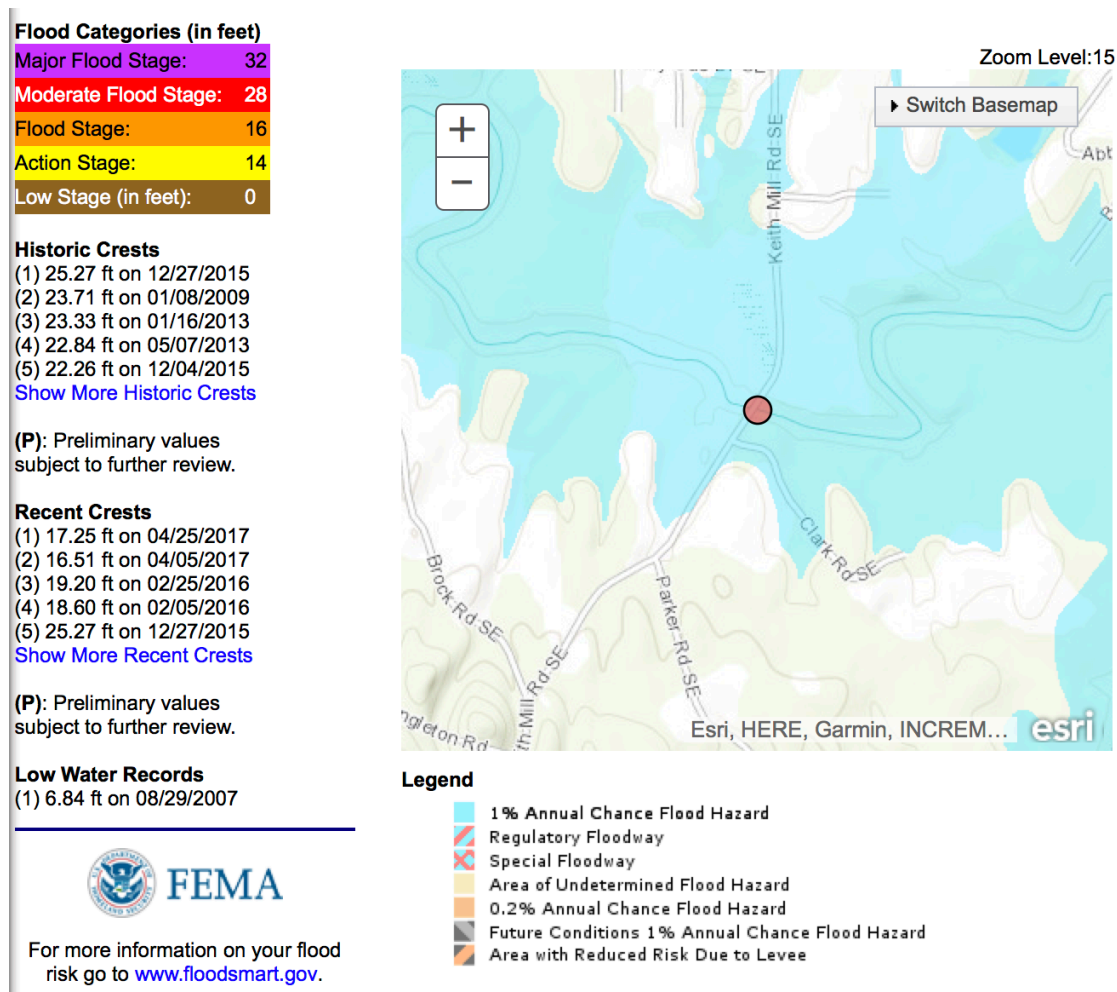 Flood Categories (in feet)
Major Flood Stage: 32
Moderate Flood Stage: 28
Flood Stage: 16
Action Stage: 14
Low Stage (in feet): 0
Historic Crests
(1) 25.27 ft on 12/27/2015
(2) 23.71 ft on 01/08/2009
(3) 23.33 ft on 01/16/2013
(4) 22.84 ft on 05/07/2013
(5) 22.26 ft on 12/04/2015
Show More Historic Crests
(P): Preliminary values
subject to further review.
Recent Crests
(1) 17.25 ft on 04/25/2017
(2) 16.51 ft on 04/05/2017
(3) 19.20 ft on 02/25/2016
(4) 18.60 ft on 02/05/2016
(5) 25.27 ft on 12/27/2015
Show More Recent Crests
(P): Preliminary values
subject to further review.
Low Water Records
(1) 6.84 ft on 08/29/2007
FEMA
For more information on your flood
risk go to www.floodsmart.gov.
Zoom Level:15
+
Switch Basemap
−
Abt
Keith Mill Rd SE
Clark Rd SE
Brock Rd SE
Parker Rd SE
th Mill Rd SE
ngleton Rd
Esri, HERE, Garmin, INCREM...
esri
Legend
1% Annual Chance Flood Hazard
Regulatory Floodway
Special Floodway
Area of Undetermined Flood Hazard
0.2% Annual Chance Flood Hazard
Future Conditions 1% Annual Chance Flood Hazard
Area with Reduced Risk Due to Levee